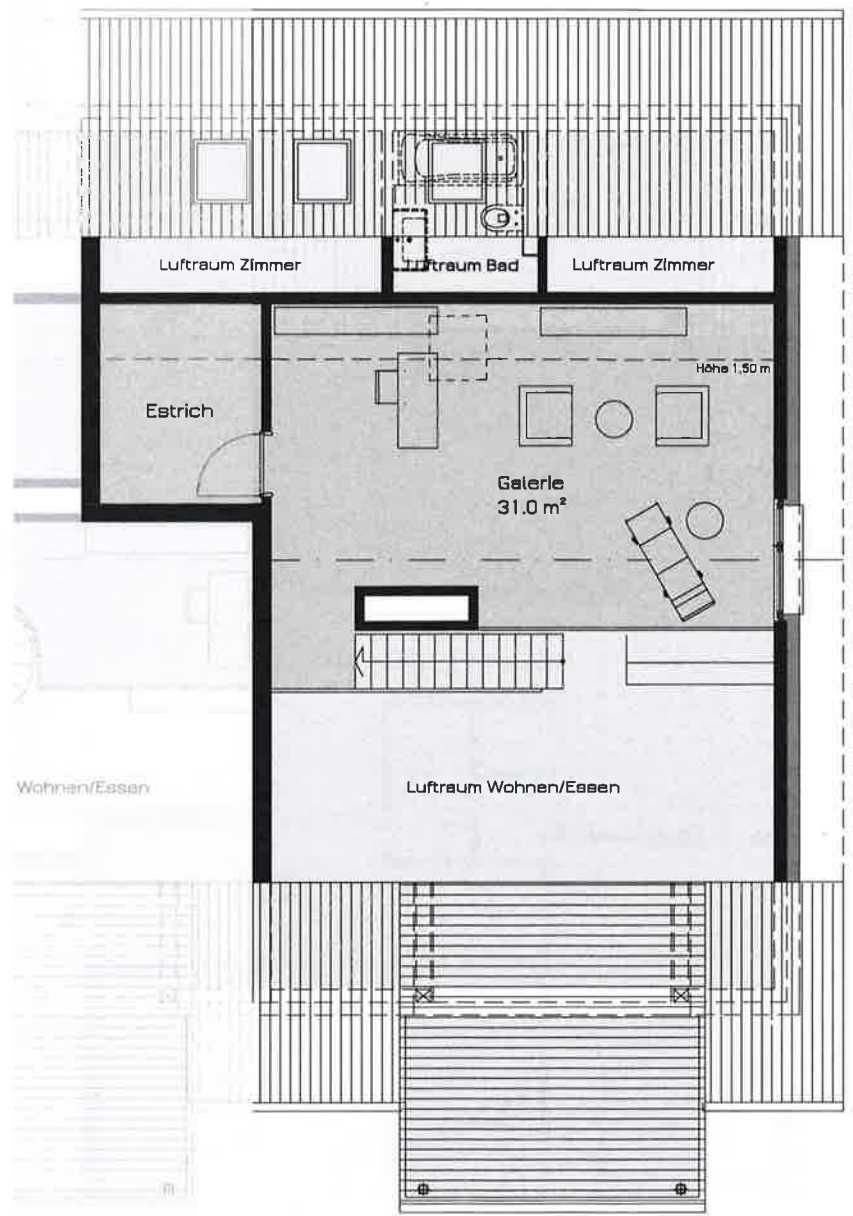 Luftraum Zimmer
Luftraum Bad
Luftraum Zimmer
Höhe 1.50 m
Estrich
Galerie
31.0 m²
Wohnen/Essen
Luftraum Wohnen/Essen